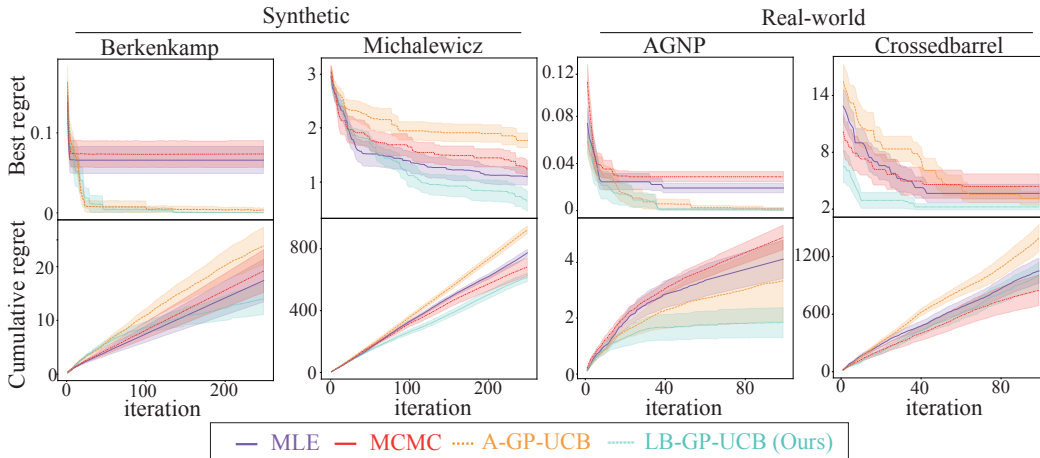 Synthetic Real-world
Berkenkamp Michalewicz AGNP Crossedbarrel
Best regret
0.1
0
3
2
1
0.12
0.08
0.04
0
14
8
2
Cumulative regret
20
10
0
800
400
0
4
2
0
1200
600
0
0 100 200
0 100 200
0 40 80
0 40 80
iteration iteration iteration iteration
MLE MCMC A-GP-UCB LB-GP-UCB (Ours)